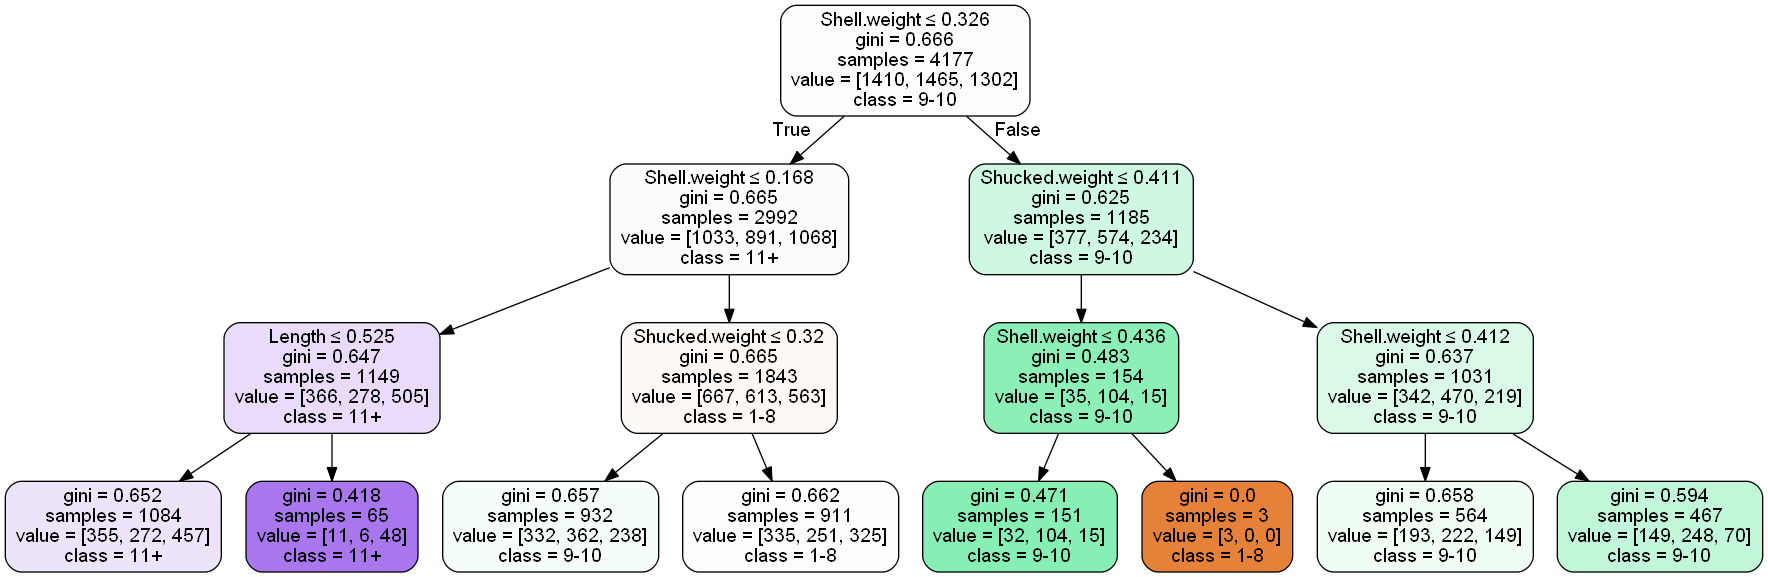 Shell.weight ≤ 0.326
gini = 0.666
samples = 4177
value = [1410, 1465, 1302]
class = 9-10
True
False
Shell.weight ≤ 0.168
gini = 0.665
samples = 2992
value = [1033, 891, 1068]
class = 11+
Shucked.weight ≤ 0.411
gini = 0.625
samples = 1185
value = [377, 574, 234]
class = 9-10
Length ≤ 0.525
gini = 0.647
samples = 1149
value = [366, 278, 505]
class = 11+
Shucked.weight ≤ 0.32
gini = 0.665
samples = 1843
value = [667, 613, 563]
class = 1-8
Shell.weight ≤ 0.436
gini = 0.483
samples = 154
value = [35, 104, 15]
class = 9-10
Shell.weight ≤ 0.412
gini = 0.637
samples = 1031
value = [342, 470, 219]
class = 9-10
gini = 0.652
samples = 1084
value = [355, 272, 457]
class = 11+
gini = 0.418
samples = 65
value = [11, 6, 48]
class = 11+
gini = 0.657
samples = 932
value = [332, 362, 238]
class = 9-10
gini = 0.662
samples = 911
value = [335, 251, 325]
class = 1-8
gini = 0.471
samples = 151
value = [32, 104, 15]
class = 9-10
gini = 0.0
samples = 3
value = [3, 0, 0]
class = 1-8
gini = 0.658
samples = 564
value = [193, 222, 149]
class = 9-10
gini = 0.594
samples = 467
value = [149, 248, 70]
class = 9-10